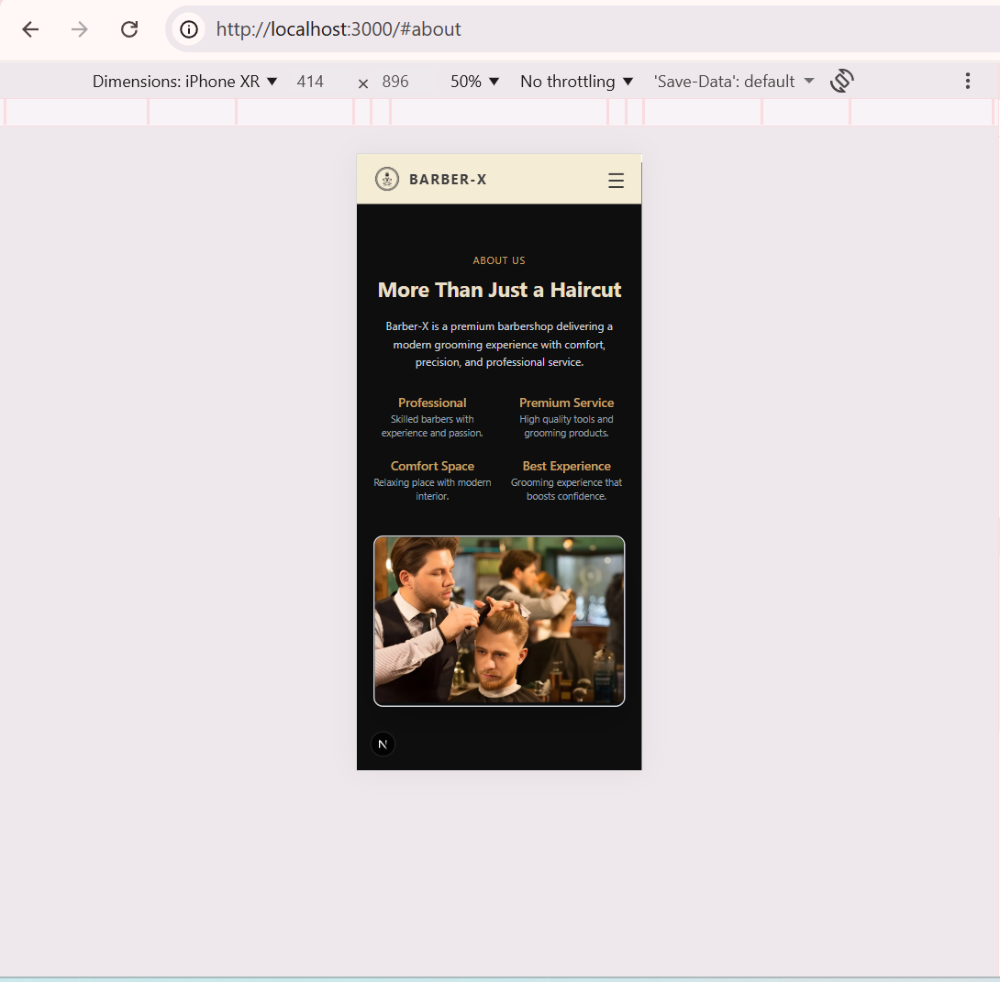 http://localhost:3000/#about
Dimensions: iPhone XR 414 × 896 50% No throttling 'Save-Data': default
BARBER-X
ABOUT US
More Than Just a Haircut
Barber-X is a premium barbershop delivering a
modern grooming experience with comfort,
precision, and professional service.
Professional
Skilled barbers with
experience and passion.
Premium Service
High quality tools and
grooming products.
Comfort Space
Relaxing place with modern
interior.
Best Experience
Grooming experience that
boosts confidence.
N